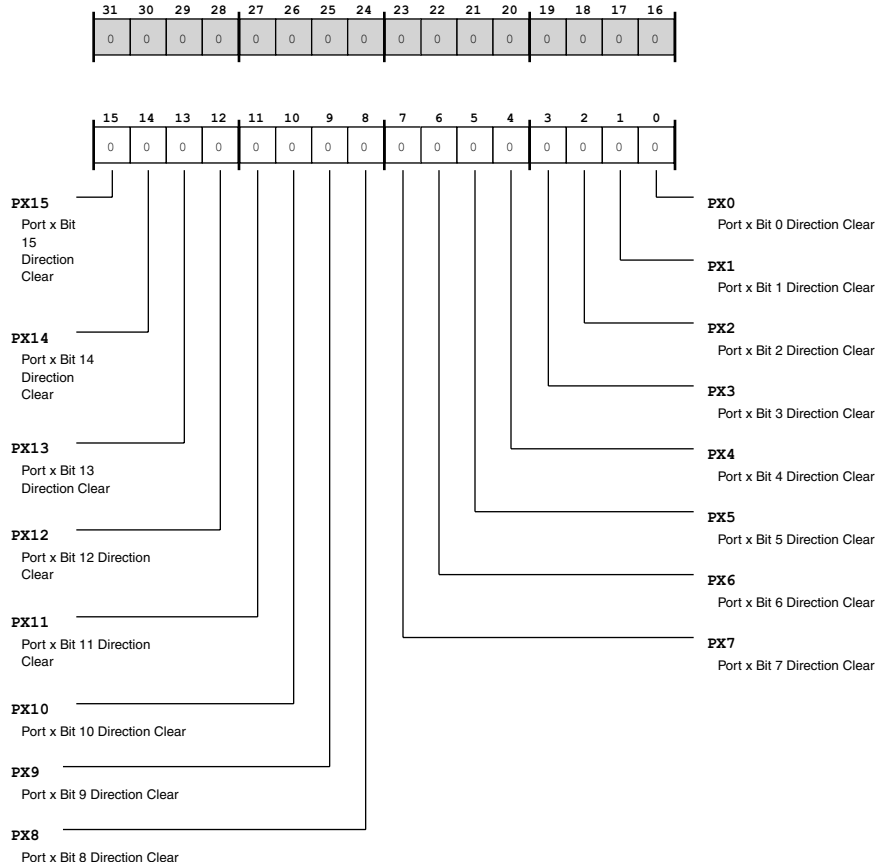 31 30 29 28 27 26 25 24 23 22 21 20 19 18 17 16
0 0 0 0 0 0 0 0 0 0 0 0 0 0 0 0
15 14 13 12 11 10 9 8 7 6 5 4 3 2 1 0
0 0 0 0 0 0 0 0 0 0 0 0 0 0 0 0
PX15
Port x Bit
15
Direction
Clear
PX14
Port x Bit 14
Direction
Clear
PX13
Port x Bit 13
Direction Clear
PX12
Port x Bit 12 Direction
Clear
PX11
Port x Bit 11 Direction
Clear
PX10
Port x Bit 10 Direction Clear
PX9
Port x Bit 9 Direction Clear
PX8
Port x Bit 8 Direction Clear
PX0
Port x Bit 0 Direction Clear
PX1
Port x Bit 1 Direction Clear
PX2
Port x Bit 2 Direction Clear
PX3
Port x Bit 3 Direction Clear
PX4
Port x Bit 4 Direction Clear
PX5
Port x Bit 5 Direction Clear
PX6
Port x Bit 6 Direction Clear
PX7
Port x Bit 7 Direction Clear